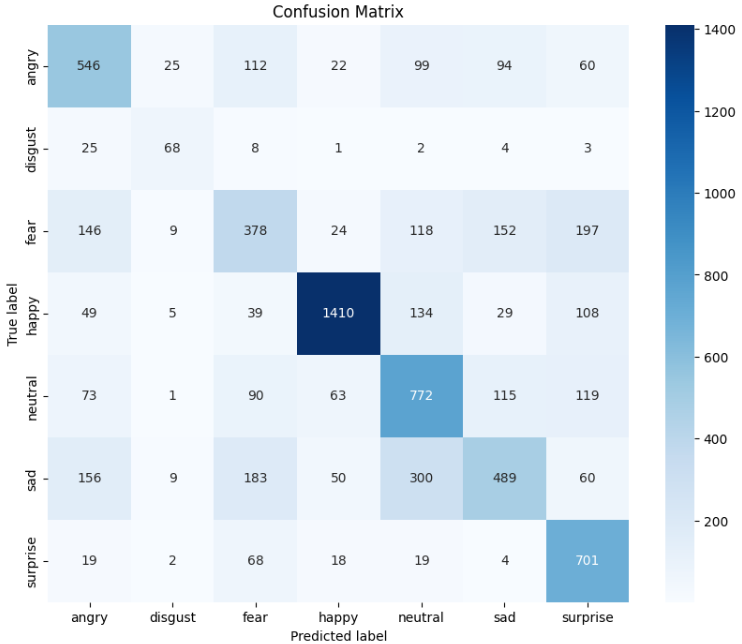 Confusion Matrix
True label
angry 546 25 112 22 99 94 60
disgust 25 68 8 1 2 4 3
fear 146 9 378 24 118 152 197
happy 49 5 39 1410 134 29 108
neutral 73 1 90 63 772 115 119
sad 156 9 183 50 300 489 60
surprise 19 2 68 18 19 4 701
angry disgust fear happy neutral sad surprise
Predicted label
1400
1200
1000
800
600
400
200